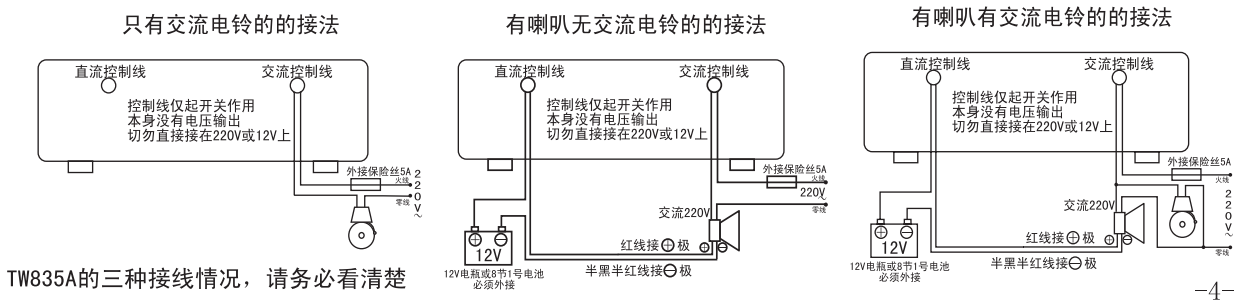 只有交流电铃的的接法
直流控制线
交流控制线
控制线仅起开关作用
本身没有电压输出
切勿直接接在220V或12V上
外接保险丝5A
火线
220V~
零线
TW835A的三种接线情况，请务必看清楚
有喇叭无交流电铃的的接法
直流控制线
交流控制线
控制线仅起开关作用
本身没有电压输出
切勿直接接在220V或12V上
外接保险丝5A
火线
220V~
零线
交流220V
12V
红线接⊕极
半黑半红线接⊖极
12V电瓶或8节1号电池
必须外接
有喇叭有交流电铃的的接法
直流控制线
交流控制线
控制线仅起开关作用
本身没有电压输出
切勿直接接在220V或12V上
外接保险丝5A
火线
220V~
零线
交流220V
12V
红线接⊕极
半黑半红线接⊖极
12V电瓶或8节1号电池
必须外接
-4-